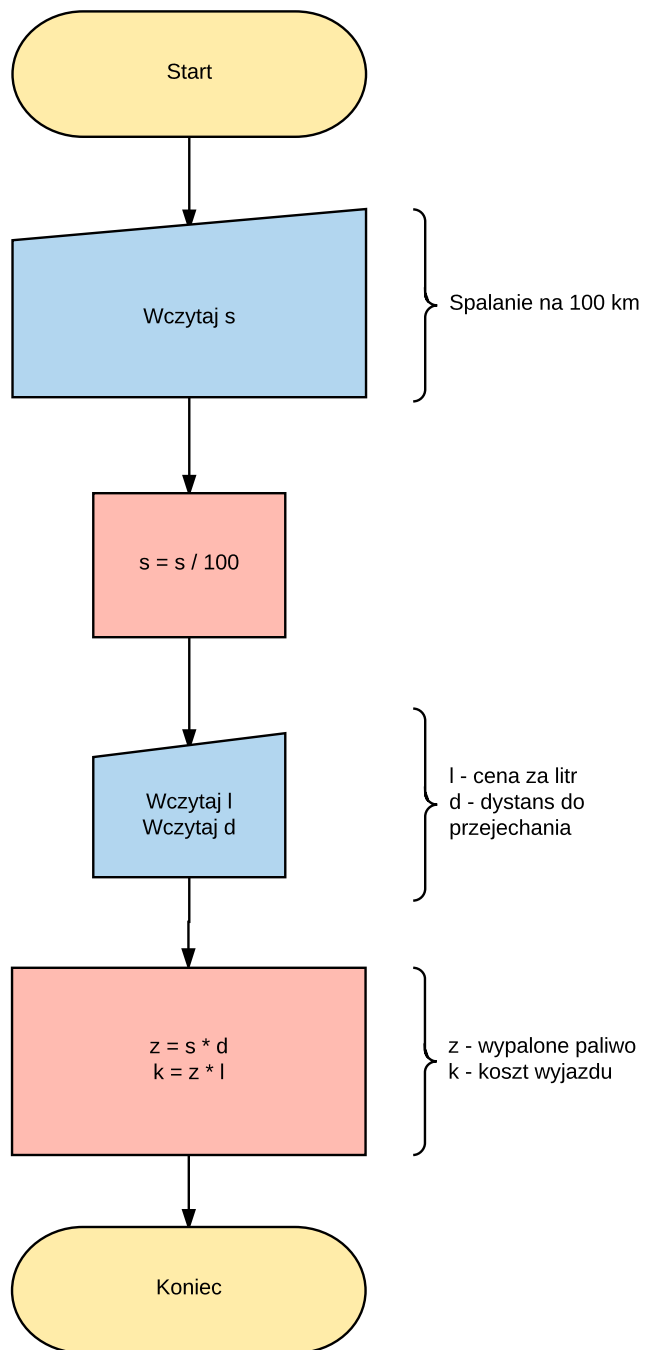 Start
Wczytaj s
Spalanie na 100 km
s = s / 100
Wczytaj l
Wczytaj d
l - cena za litr
d - dystans do
przejechania
z = s * d
k = z * l
z - wypalone paliwo
k - koszt wyjazdu
Koniec